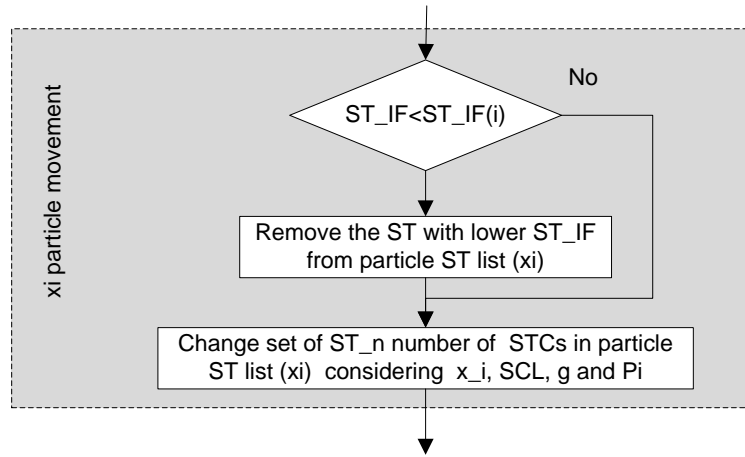 xi particle movement
No
ST_IF<ST_IF(i)
Remove the ST with lower ST_IF
from particle ST list (xi)
Change set of ST_n number of STCs in particle
ST list (xi) considering x_i, SCL, g and Pi